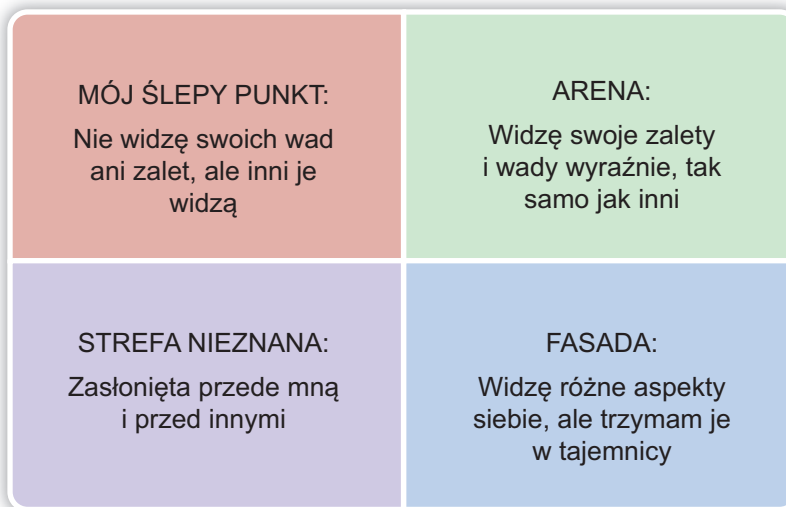 MÓJ ŚLEPY PUNKT:
Nie widzę swoich wad
ani zalet, ale inni je
widzą
ARENA:
Widzę swoje zalety
i wady wyraźnie, tak
samo jak inni
STREFA NIEZNANA:
Zasłonięta przede mną
i przed innymi
FASADA:
Widzę różne aspekty
siebie, ale trzymam je
w tajemnicy